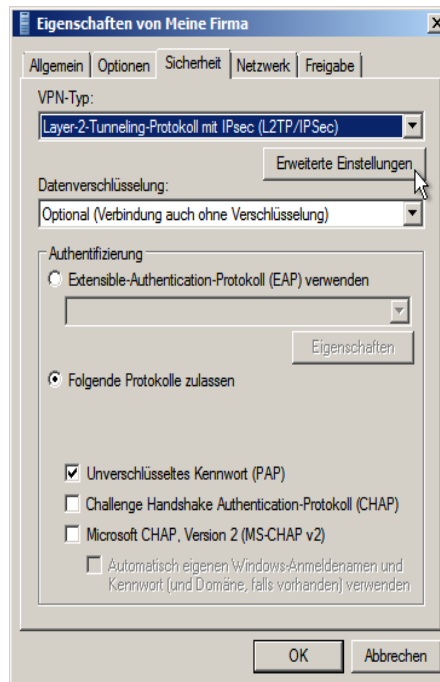 Eigenschaften von Meine Firma
Allgemein
Optionen
Sicherheit
Netzwerk
Freigabe
VPN-Typ:
Layer-2-Tunneling-Protokoll mit IPsec (L2TP/IPSec)
Erweiterte Einstellungen
Datenverschlüsselung:
Optional (Verbindung auch ohne Verschlüsselung)
Authentifizierung
Extensible-Authentication-Protokoll (EAP) verwenden
Eigenschaften
Folgende Protokolle zulassen
Unverschlüsseltes Kennwort (PAP)
Challenge Handshake Authentication-Protokoll (CHAP)
Microsoft CHAP, Version 2 (MS-CHAP v2)
Automatisch eigenen Windows-Anmeldenamen und
Kennwort (und Domäne, falls vorhanden) verwenden
OK
Abbrechen